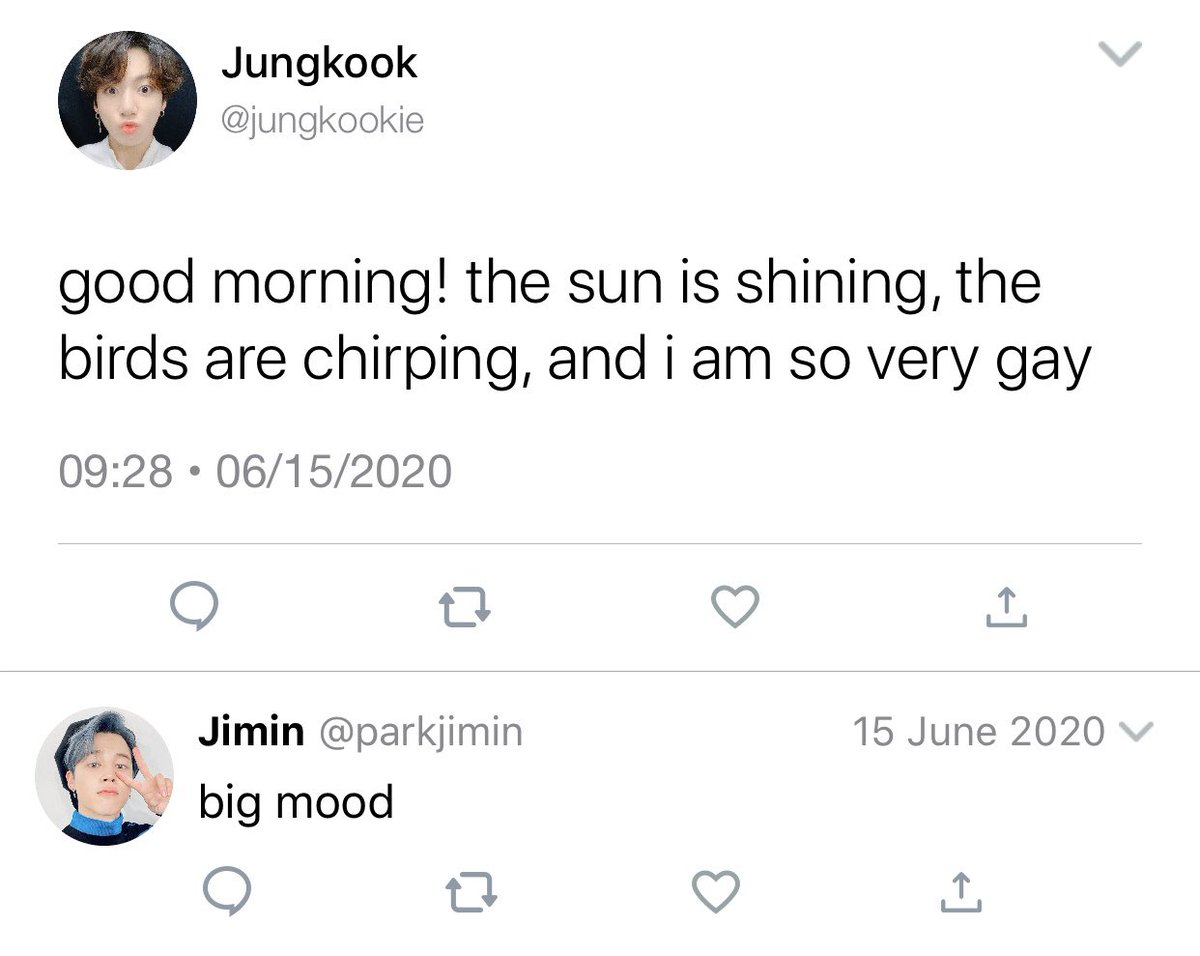 Jungkook
@jungkookie
good morning! the sun is shining, the
birds are chirping, and i am so very gay
09:28 • 06/15/2020
Jimin @parkjimin 15 June 2020
big mood